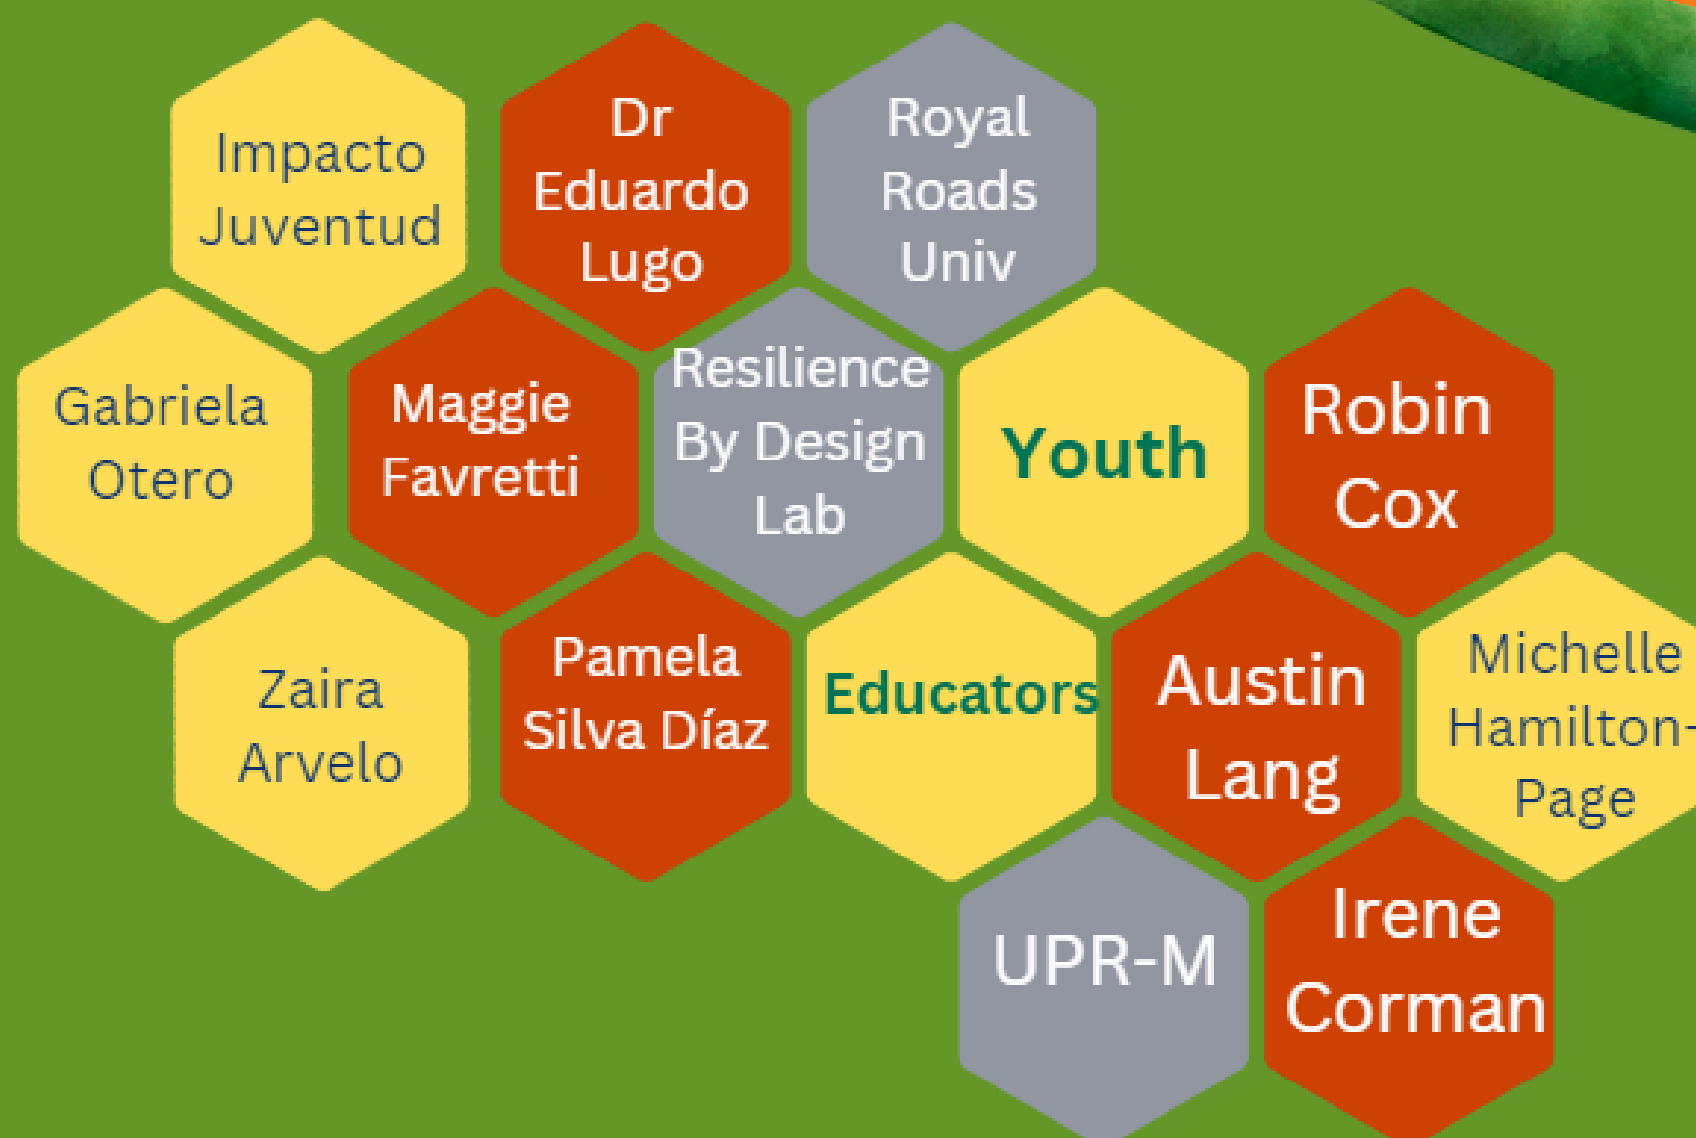 Impacto
Juventud
Dr
Eduardo
Lugo
Royal
Roads
Univ
Gabriela
Otero
Maggie
Favretti
Resilience
By Design
Lab
Youth
Robin
Cox
Zaira
Arvelo
Pamela
Silva Díaz
Educators
Austin
Lang
Michelle
Hamilton-
Page
UPR-M
Irene
Corman